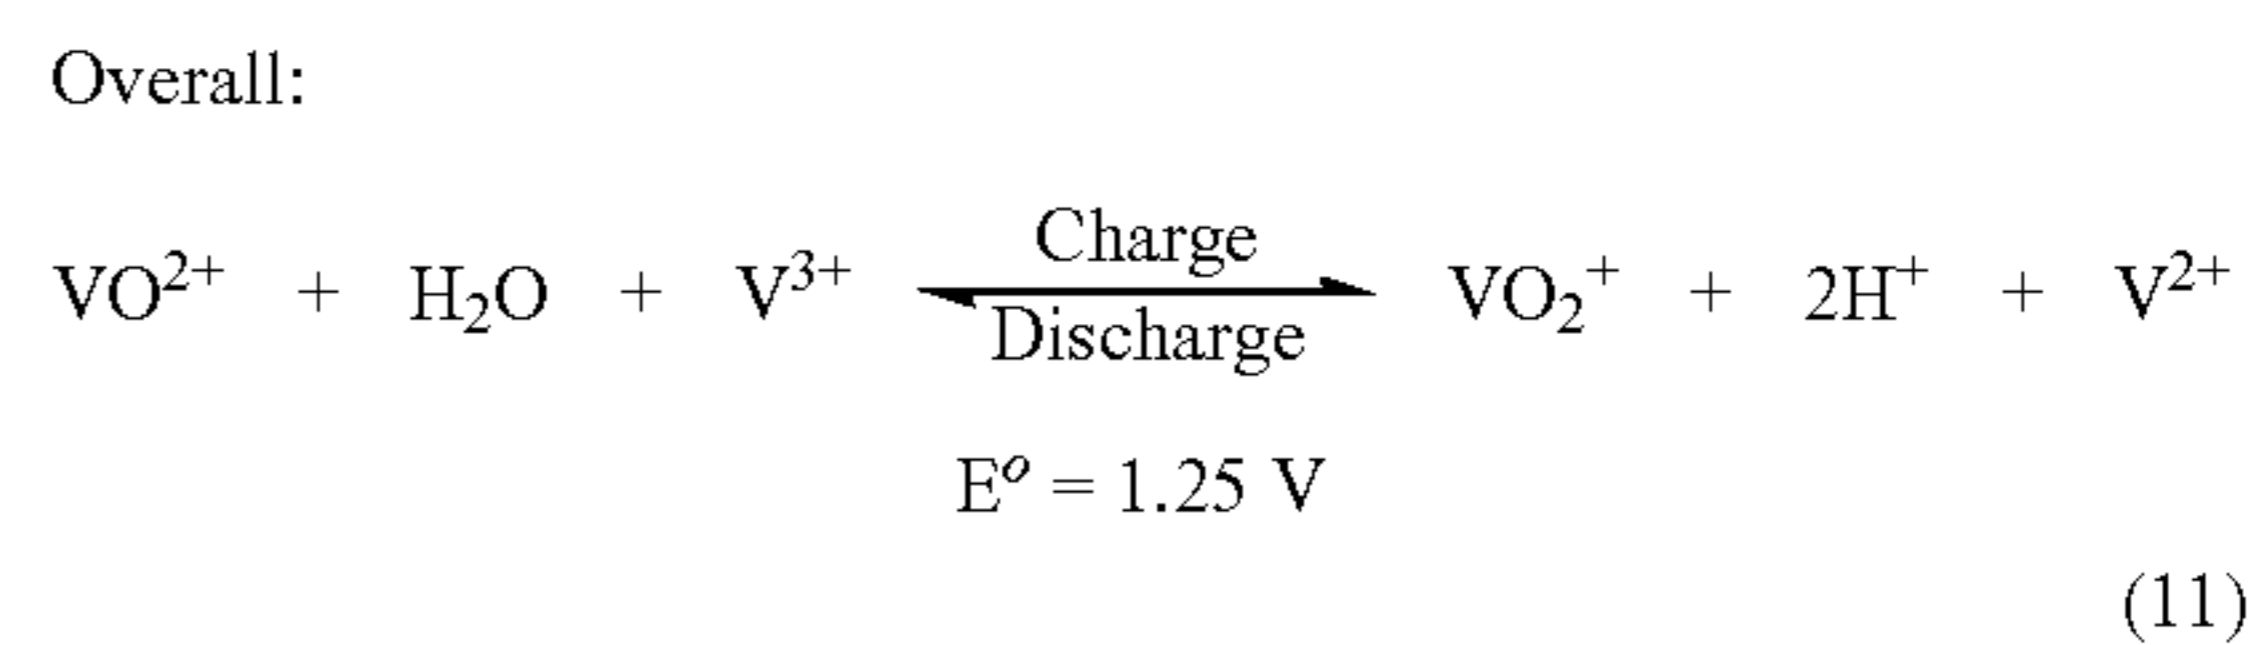 Overall:
Charge
VO²⁺ + H₂O + V³⁺ ⇌ VO₂⁺ + 2H⁺ + V²⁺
Discharge
Eᵒ = 1.25 V
(11)